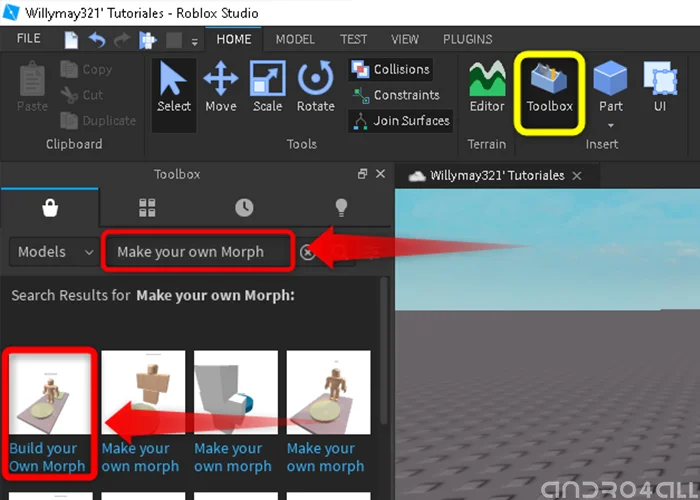 Willymay321' Tutoriales - Roblox Studio
FILE HOME MODEL TEST VIEW PLUGINS
Paste
Copy
Cut
Duplicate
Clipboard
Select Move Scale Rotate
Collisions
Constraints
Join Surfaces
Tools
Editor
Terrain
Toolbox Part UI
Insert
Toolbox
Willymay321' Tutoriales
Models Make your own Morph
Search Results for Make your own Morph:
Build your
Own Morph
Make your
own morph
Make your
own morph
Make your
own morph
andro4all